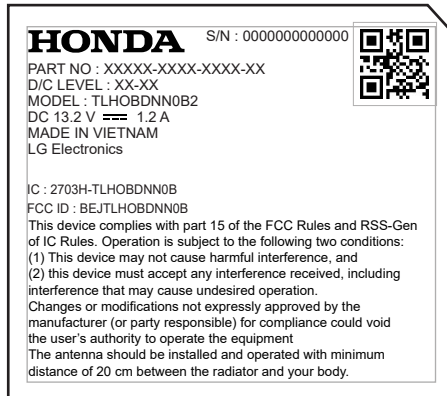 HONDA
S/N : 0000000000000
PART NO : XXXXX-XXXX-XXXX-XX
D/C LEVEL : XX-XX
MODEL : TLHOBDNN0B2
DC 13.2 V 1.2 A
MADE IN VIETNAM
LG Electronics
IC : 2703H-TLHOBDNN0B
FCC ID : BEJTLHOBDNN0B
This device complies with part 15 of the FCC Rules and RSS-Gen
of IC Rules. Operation is subject to the following two conditions:
(1) This device may not cause harmful interference, and
(2) this device must accept any interference received, including
interference that may cause undesired operation.
Changes or modifications not expressly approved by the
manufacturer (or party responsible) for compliance could void
the user's authority to operate the equipment
The antenna should be installed and operated with minimum
distance of 20 cm between the radiator and your body.